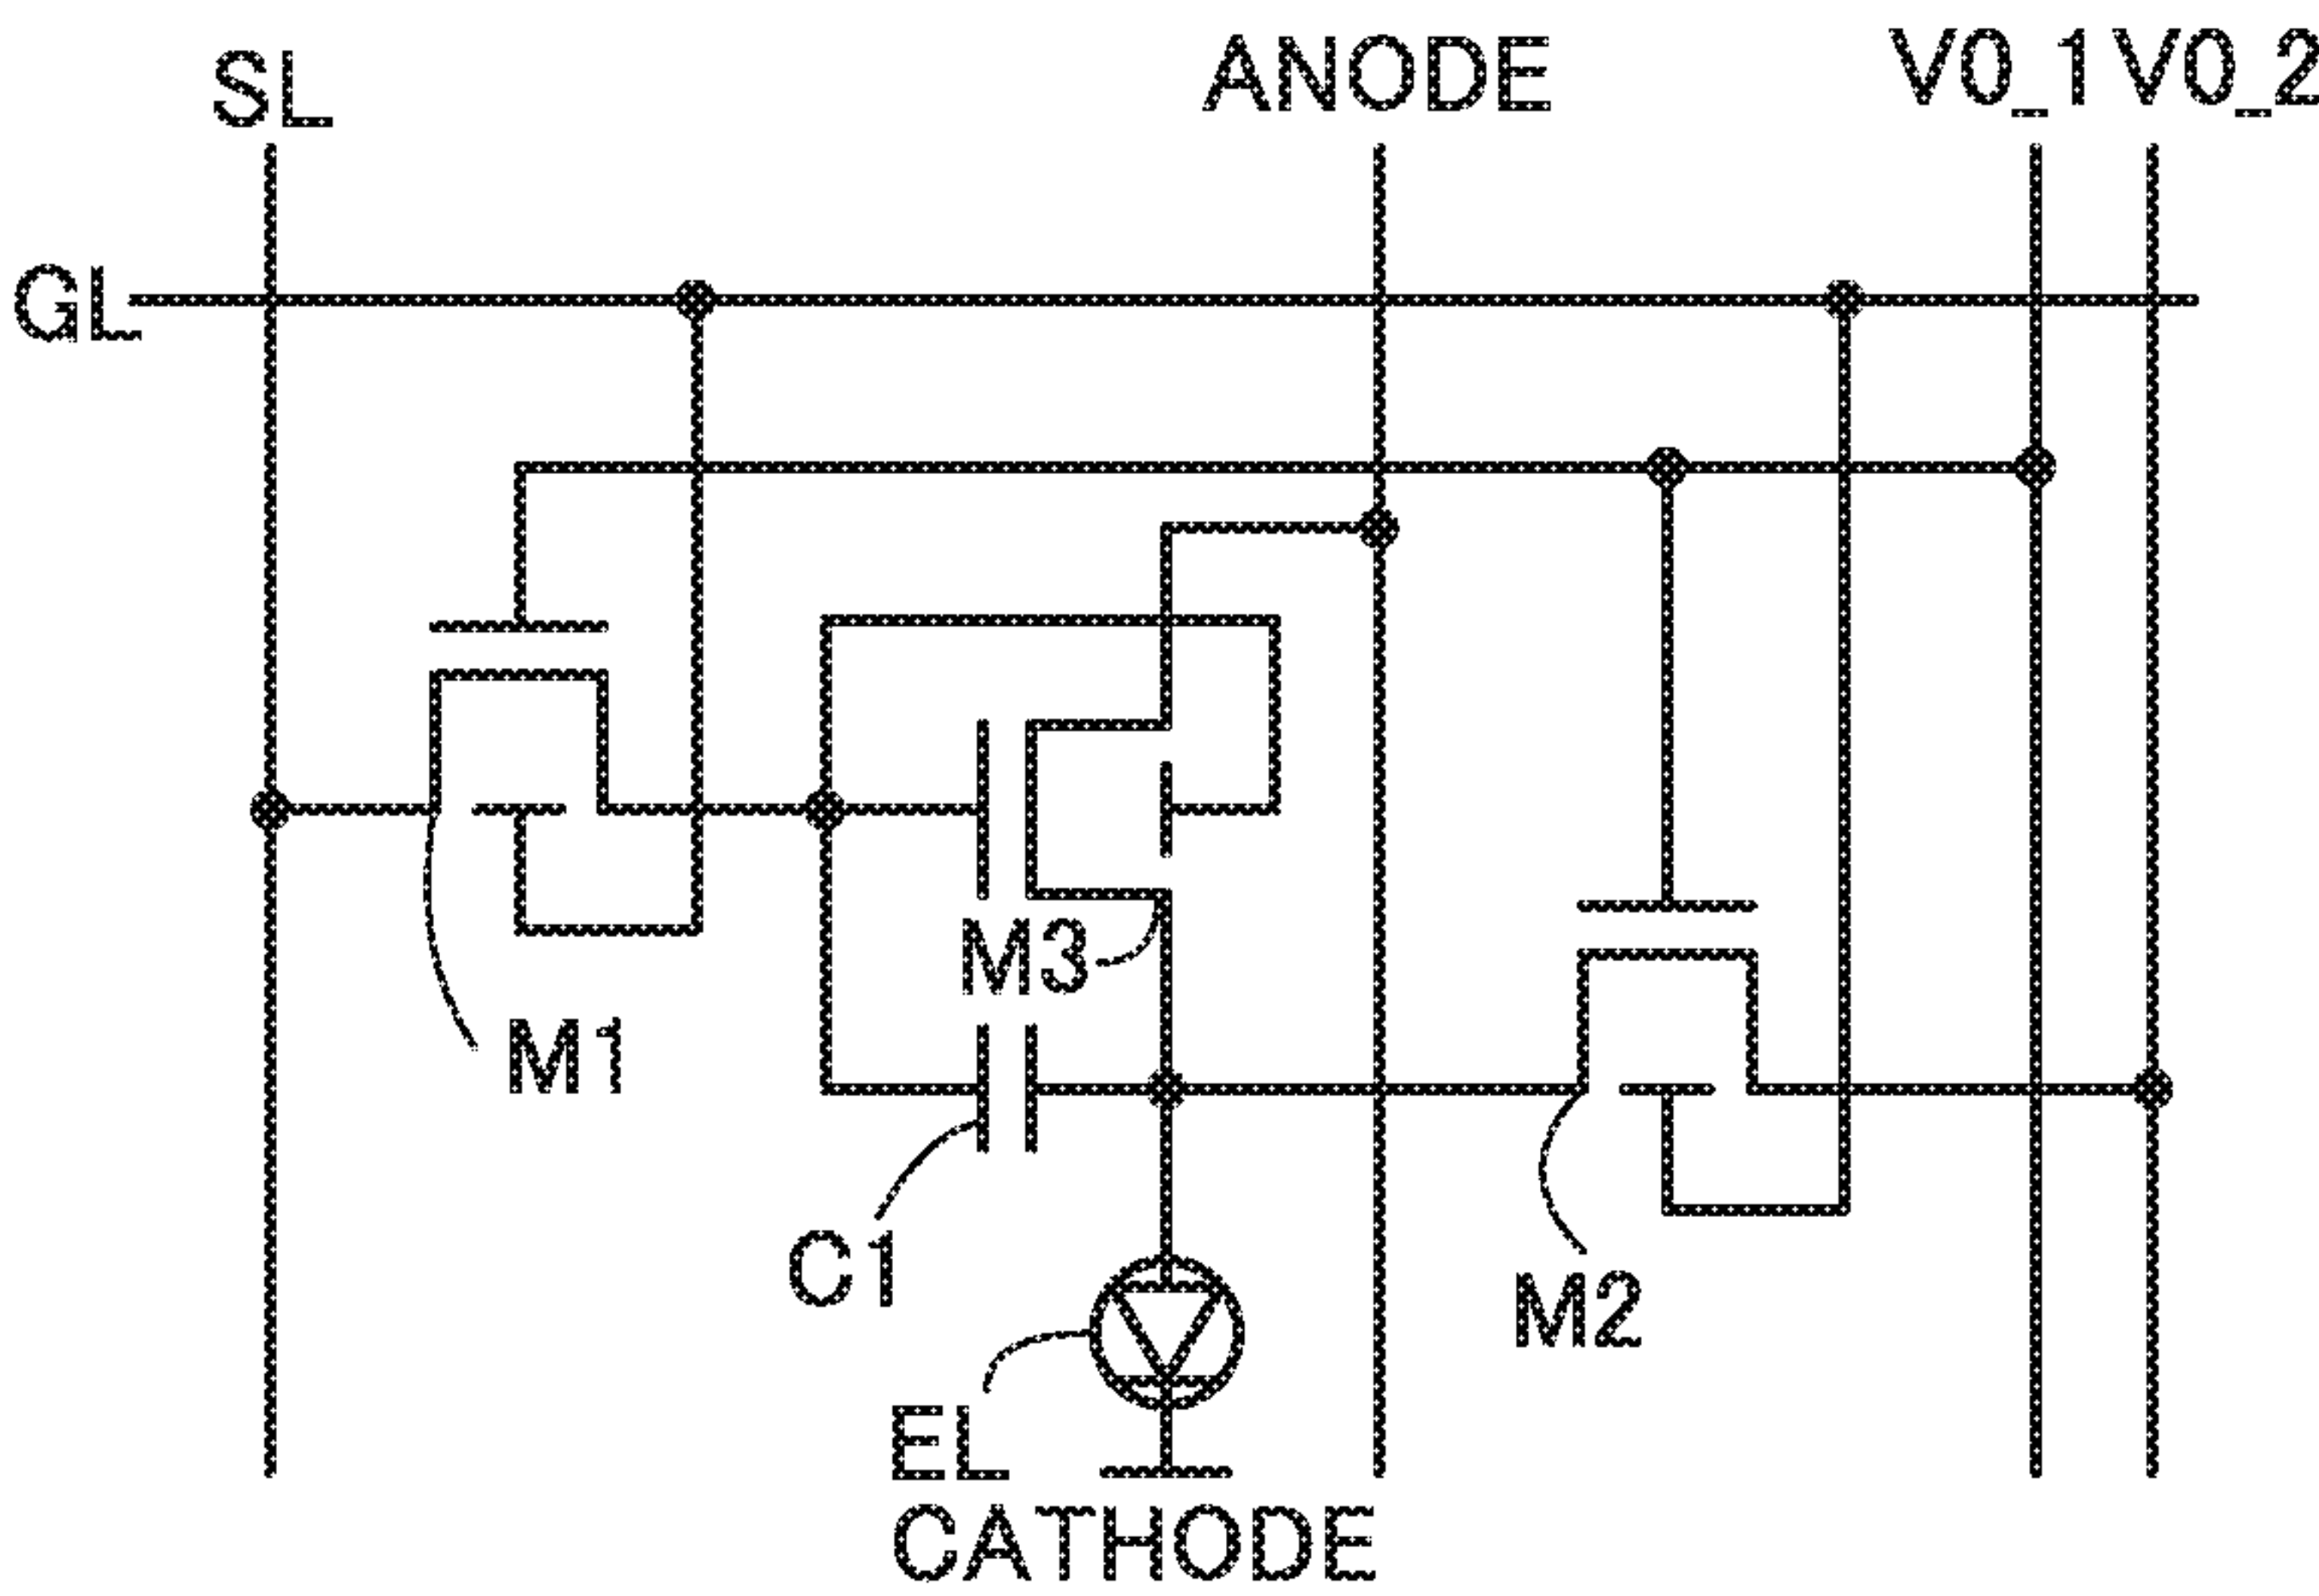 SL
ANODE
V0_1 V0_2
GL
M3
M1
C1
M2
EL
CATHODE